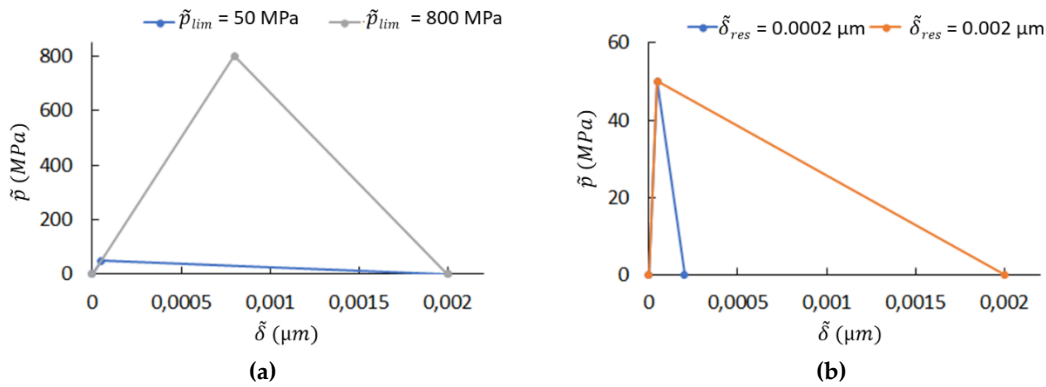 p̃lim = 50 MPa p̃lim = 800 MPa
800
600
400
200
0
p̃ (MPa)
0 0,0005 0,001 0,0015 0,002
δ̃ (μm)
(a)
δ̃res = 0.0002 μm δ̃res = 0.002 μm
60
40
20
0
p̃ (MPa)
0 0,0005 0,001 0,0015 0,002
δ̃ (μm)
(b)